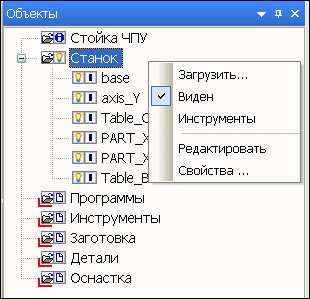 Объекты
Стойка ЧПУ
Станок
base
axis_Y
Table_C
PART_X
PART_X
Table_B
Программы
Инструменты
Заготовка
Детали
Оснастка
Загрузить...
Виден
Инструменты
Редактировать
Свойства ...